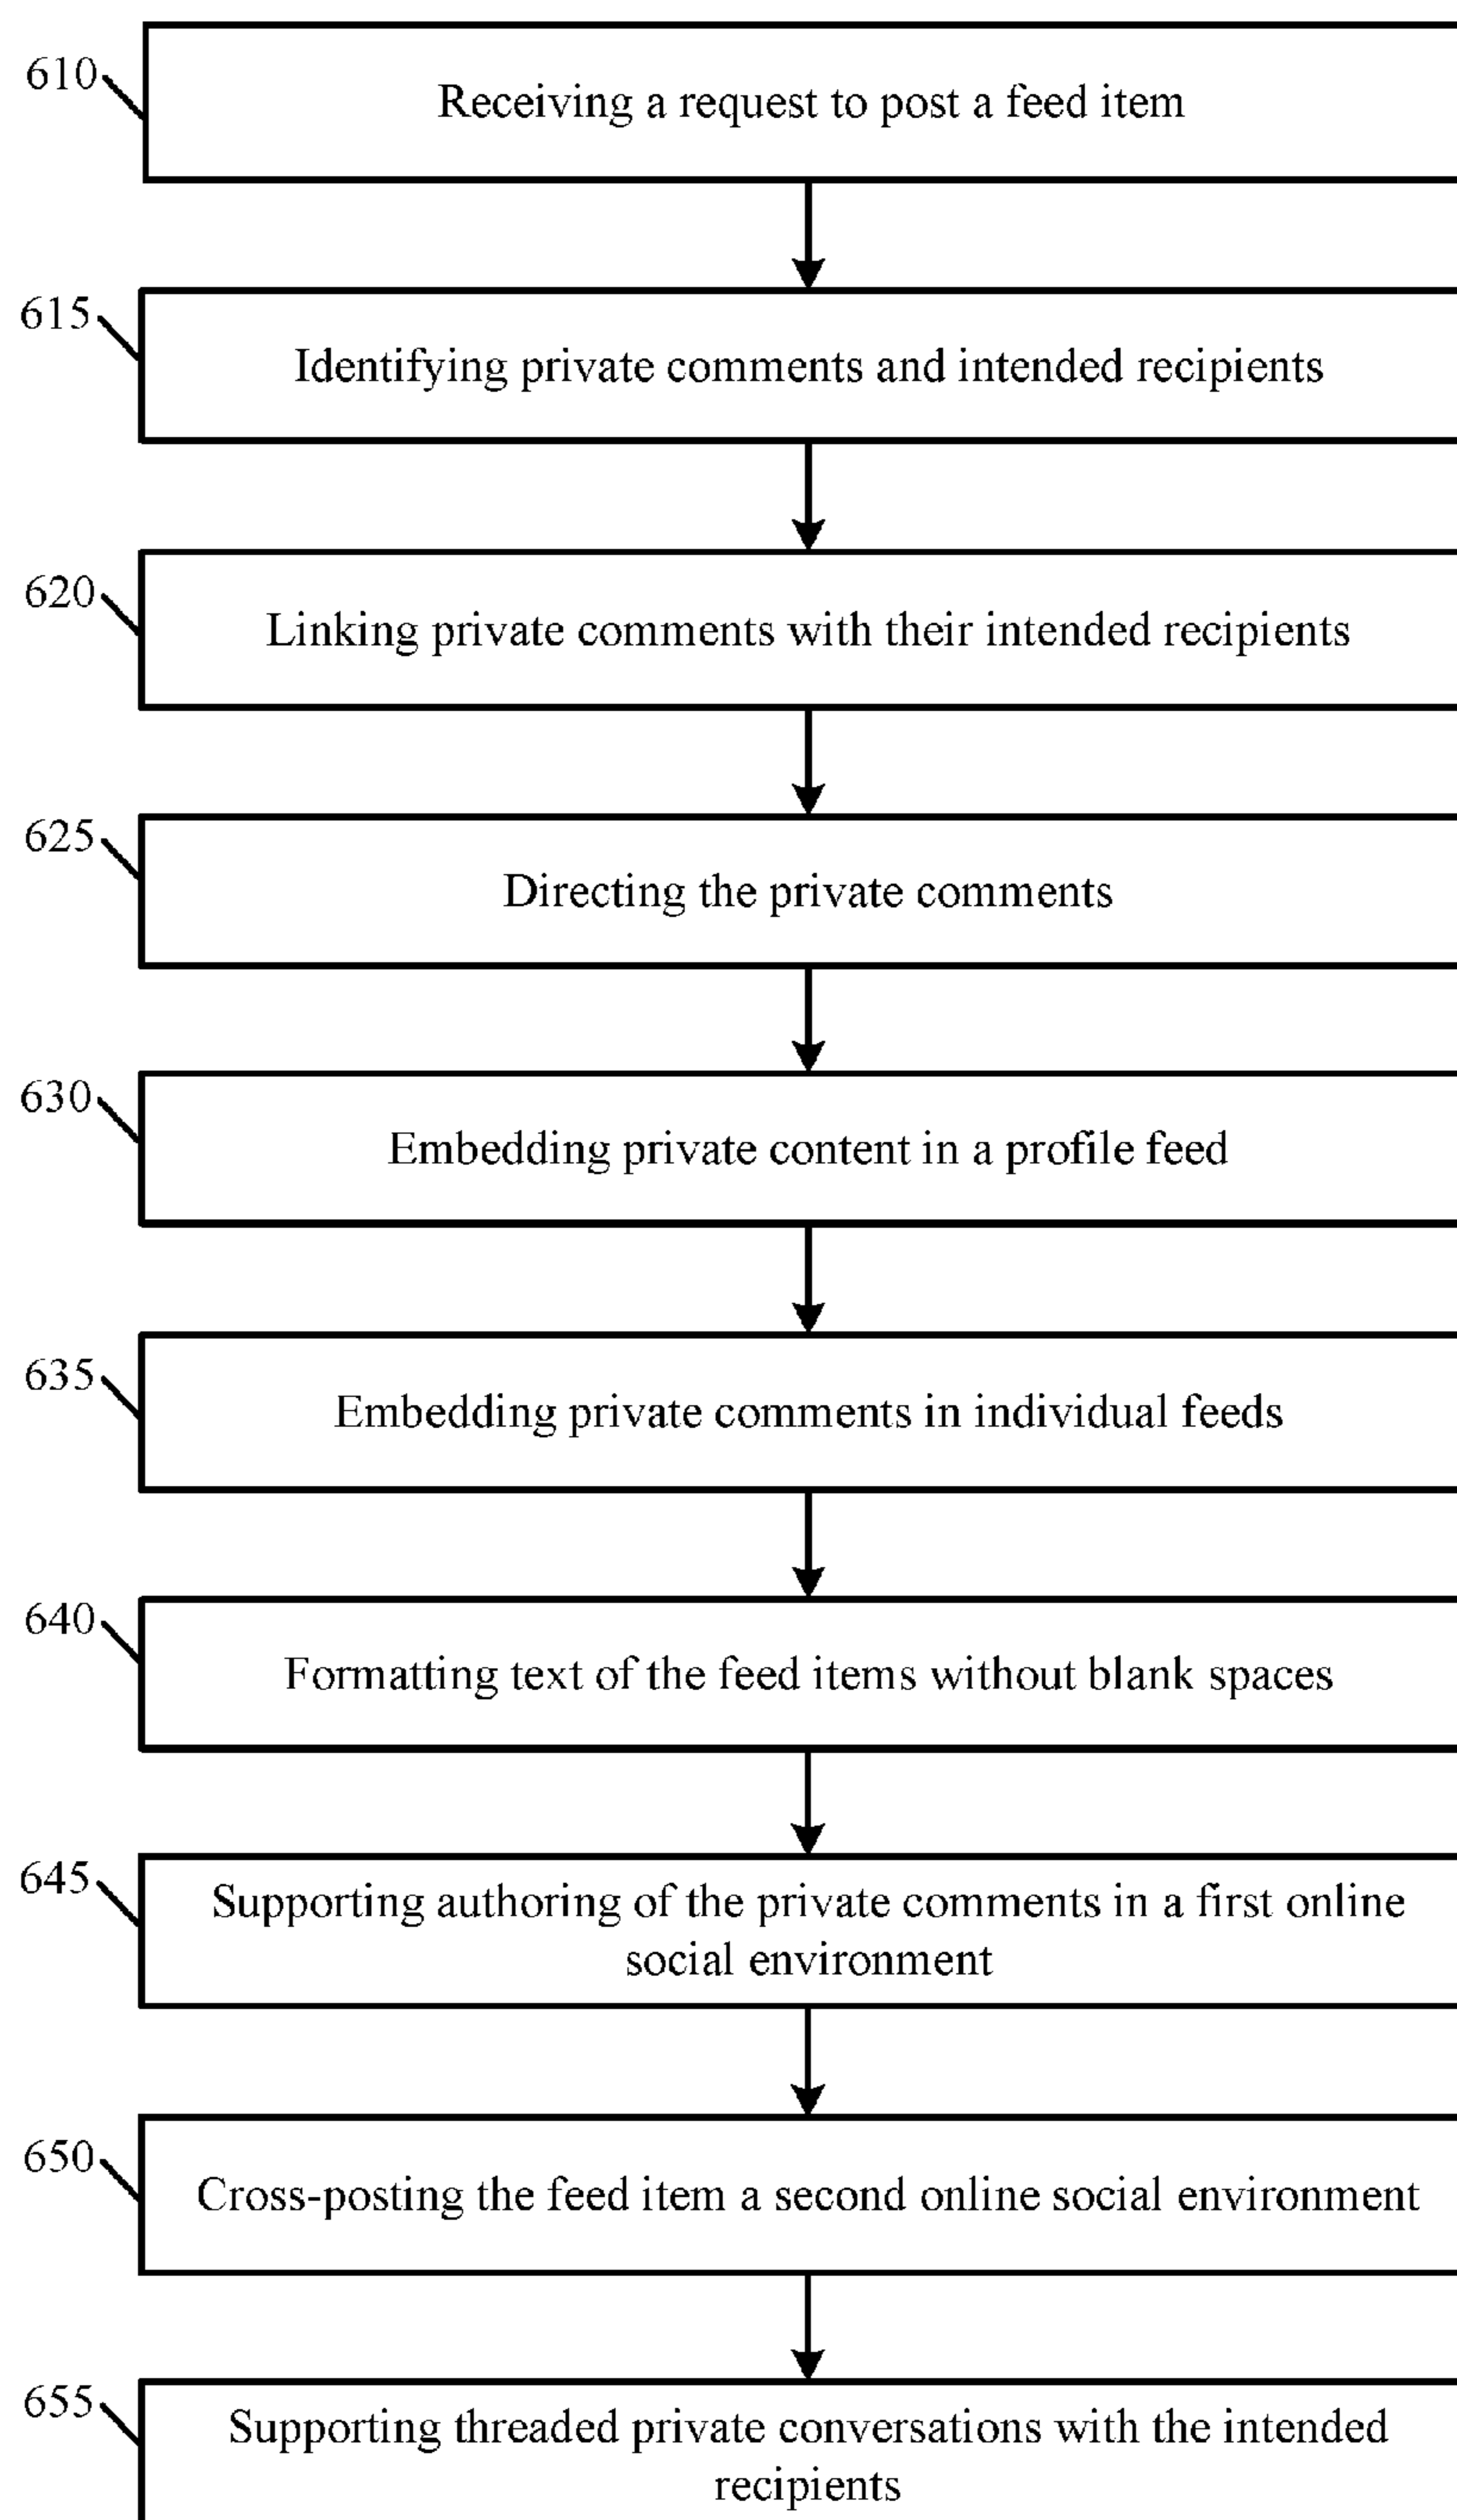 610
Receiving a request to post a feed item
615
Identifying private comments and intended recipients
620
Linking private comments with their intended recipients
625
Directing the private comments
630
Embedding private content in a profile feed
635
Embedding private comments in individual feeds
640
Formatting text of the feed items without blank spaces
645
Supporting authoring of the private comments in a first online
social environment
650
Cross-posting the feed item a second online social environment
655
Supporting threaded private conversations with the intended
recipients